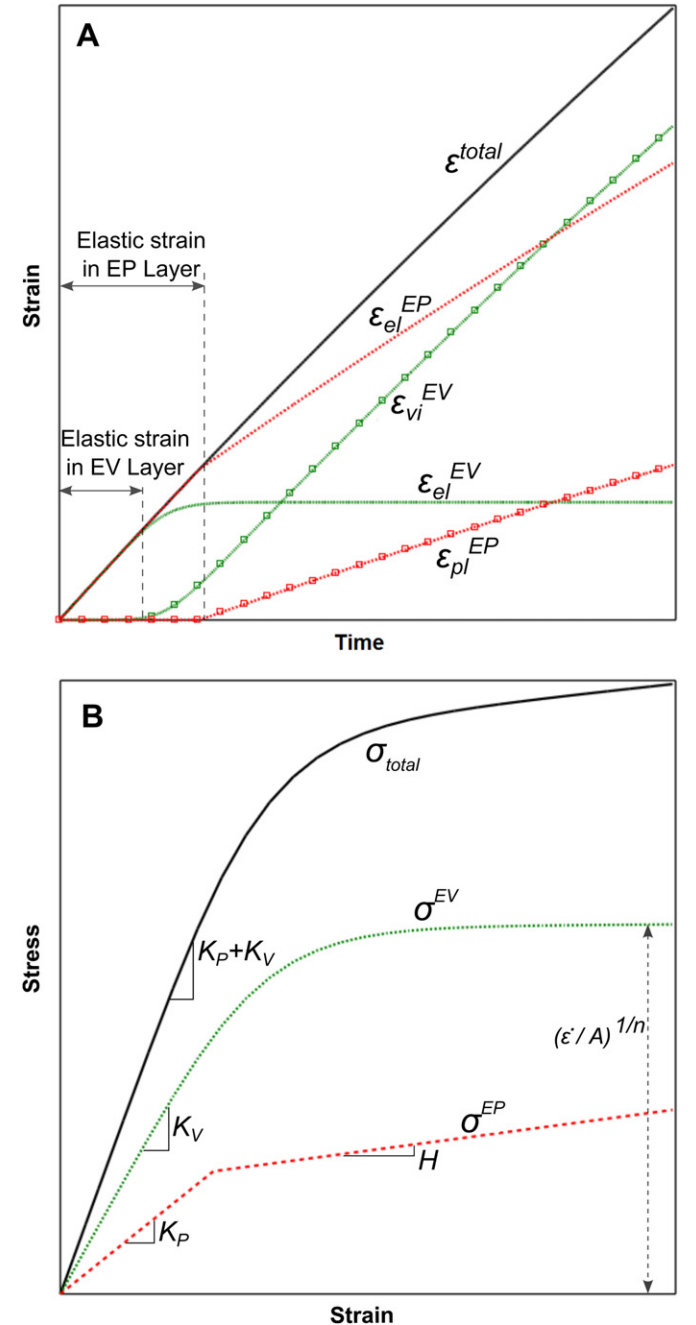 A
ε^total
Elastic strain
in EP Layer
ε_el^EP
ε_vi^EV
Elastic strain
in EV Layer
ε_el^EV
ε_pl^EP
Strain
Time
B
σ_total
σ^EV
K_P+K_V
(ε̇ / A)^1/n
K_V
σ^EP
H
K_P
Stress
Strain